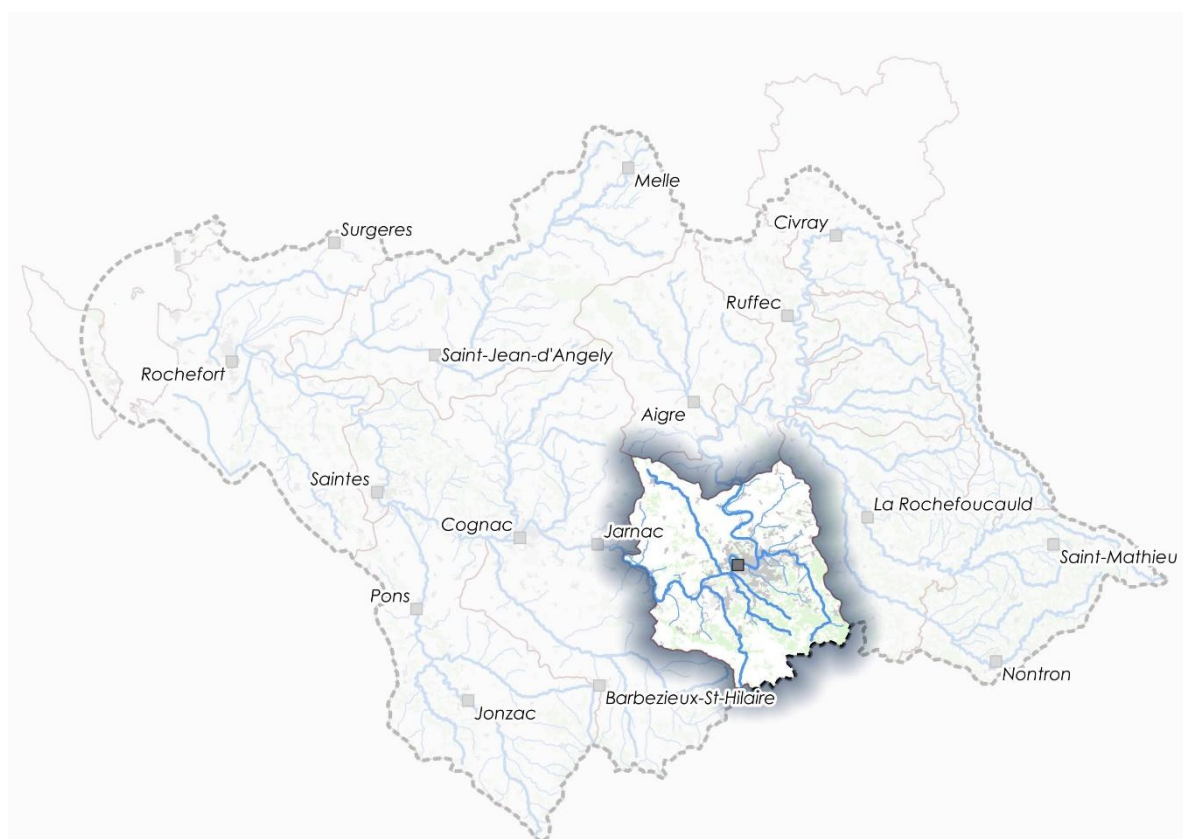 Melle
Civray
Surgeres
Ruffec
Saint-Jean-d'Angely
Rochefort
Aigre
Saintes
La Rochefoucauld
Cognac
Jarnac
Saint-Mathieu
Pons
Nontron
Barbezieux-St-Hilaire
Jonzac